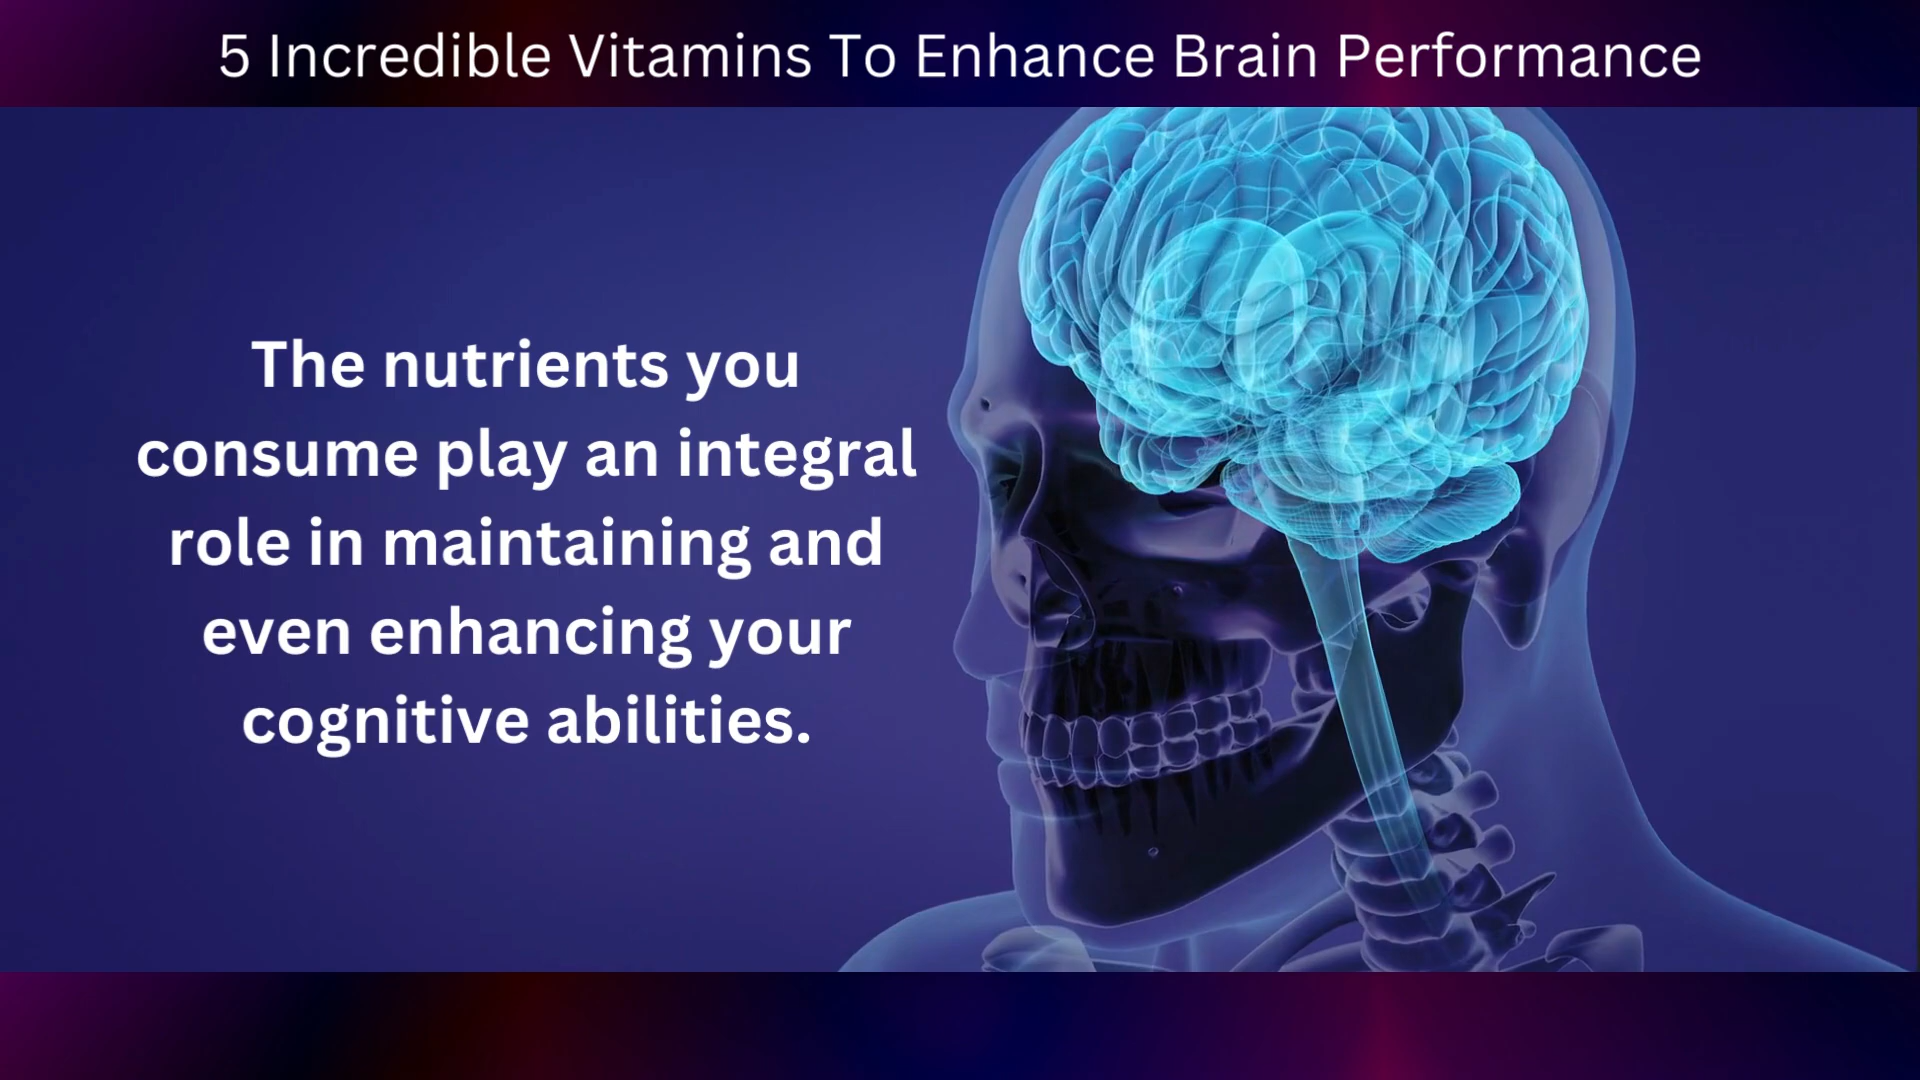 5 Incredible Vitamins To Enhance Brain Performance
The nutrients you
consume play an integral
role in maintaining and
even enhancing your
cognitive abilities.